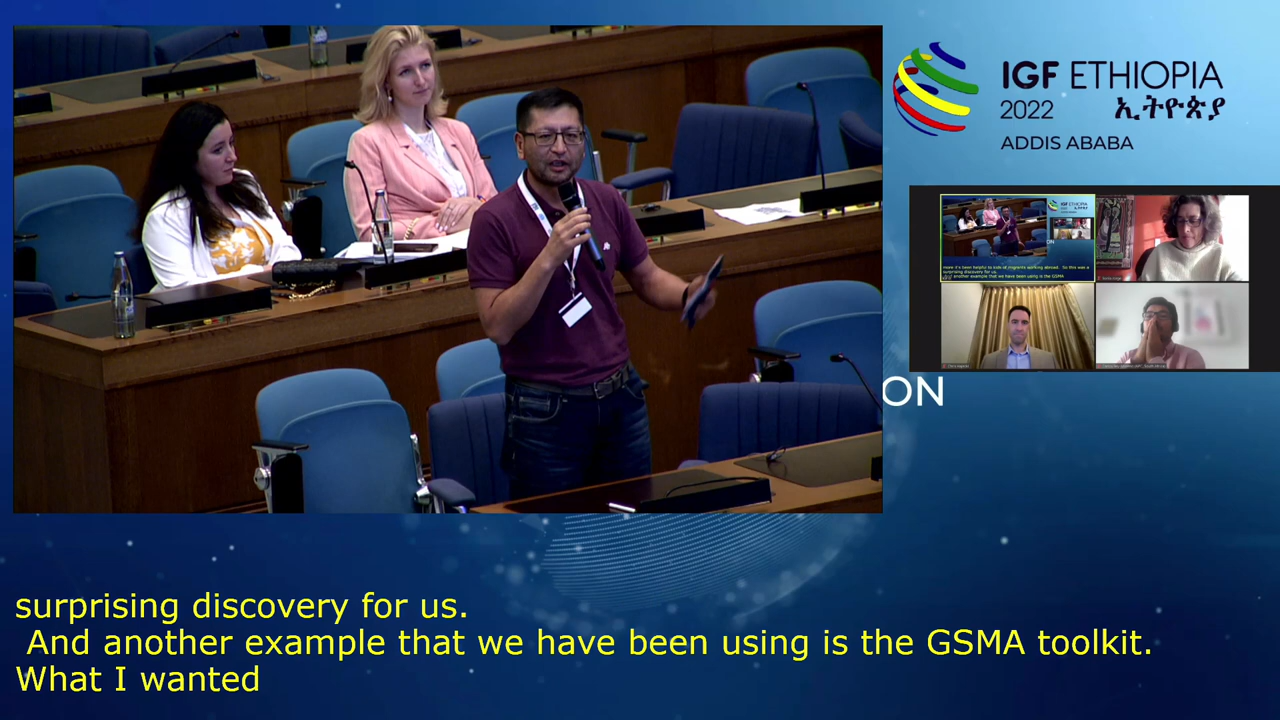 IGF ETHIOPIA
2022 ኢትዮጵያ
ADDIS ABABA
ON
surprising discovery for us.
And another example that we have been using is the GSMA toolkit.
What I wanted